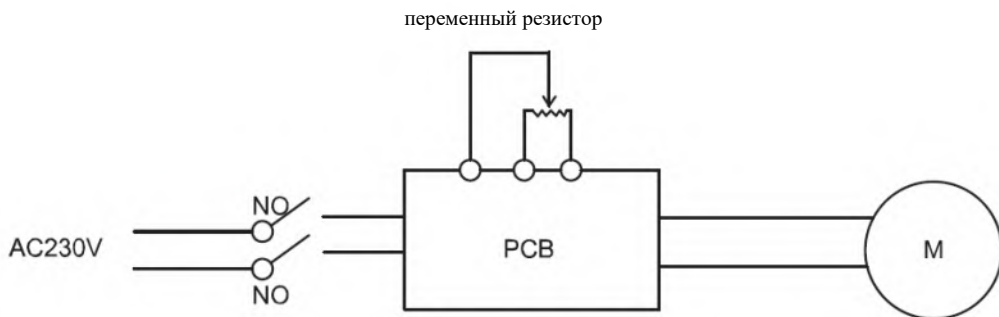 переменный резистор
NO
AC230V
NO
PCB
M